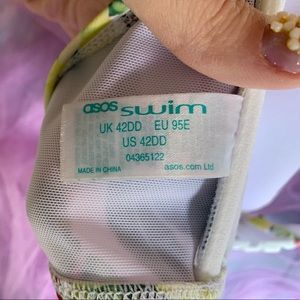 asos swim
UK 42DD EU 95E
US 42DD
04365122
MADE IN CHINA asos.com Ltd